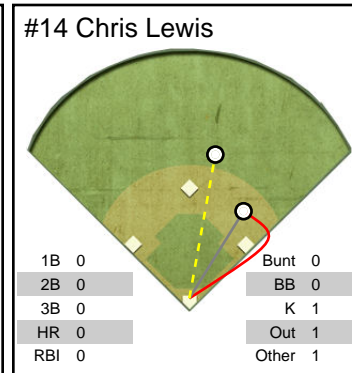 #14 Chris Lewis
1B 0
2B 0
3B 0
HR 0
RBI 0
Bunt 0
BB 0
K 1
Out 1
Other 1